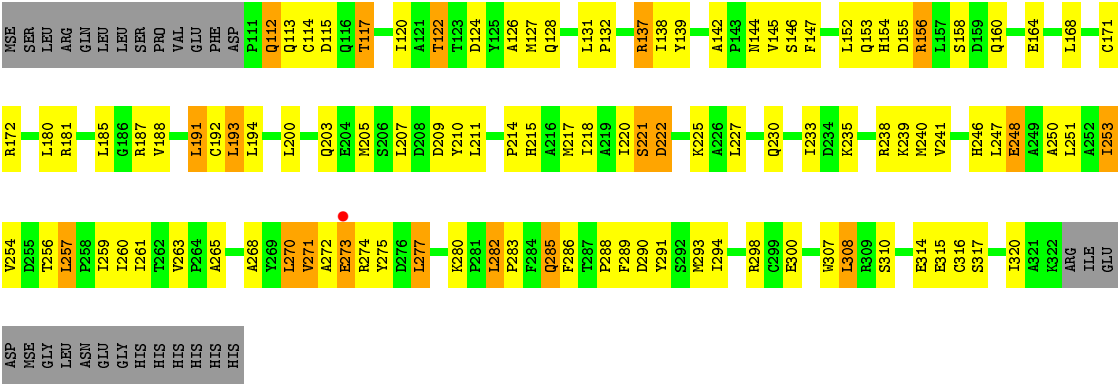 MSE SER LEU ARG GLN LEU LEU SER PRO VAL GLU PHE ASP P111 Q112 Q113 C114 D115 Q116 T117 I120 A121 T122 T123 D124 Y125 A126 M127 Q128 L131 P132 R137 I138 Y139 A142 P143 N144 V145 S146 F147 L152 Q153 H154 D155 R156 L157 S158 D159 Q160 E164 L168 C171
R172 L180 R181 L185 G186 R187 V188 L191 C192 L193 L194 L200 Q203 E204 M205 S206 L207 D208 D209 Y210 L211 P214 H215 A216 M217 I218 A219 I220 S221 D222 K225 A226 L227 Q230 I233 D234 K235 R238 K239 M240 V241 H246 L247 E248 A249 A250 L251 A252 I253
V254 D255 T256 L257 P258 I259 I260 I261 T262 V263 P264 A265 A268 Y269 L270 V271 A272 E273 R274 Y275 D276 L277 K280 P281 L282 P283 F284 Q285 F286 T287 P288 F289 D290 Y291 S292 M293 I294 R298 C299 E300 W307 L308 R309 S310 E314 E315 C316 S317 I320 A321 K322 ARG ILE GLU
ASP MSE GLY LEU ASN GLU GLY HIS HIS HIS HIS HIS HIS